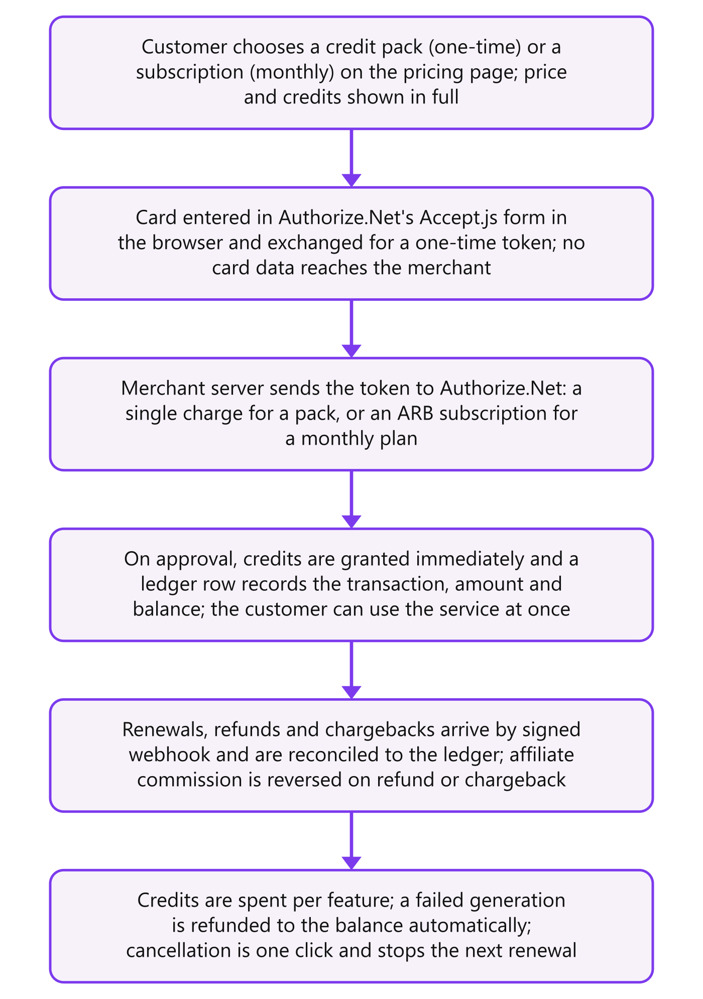 Customer chooses a credit pack (one-time) or a
subscription (monthly) on the pricing page; price
and credits shown in full
Card entered in Authorize.Net's Accept.js form in
the browser and exchanged for a one-time token; no
card data reaches the merchant
Merchant server sends the token to Authorize.Net: a
single charge for a pack, or an ARB subscription for
a monthly plan
On approval, credits are granted immediately and a
ledger row records the transaction, amount and
balance; the customer can use the service at once
Renewals, refunds and chargebacks arrive by signed
webhook and are reconciled to the ledger; affiliate
commission is reversed on refund or chargeback
Credits are spent per feature; a failed generation
is refunded to the balance automatically;
cancellation is one click and stops the next renewal